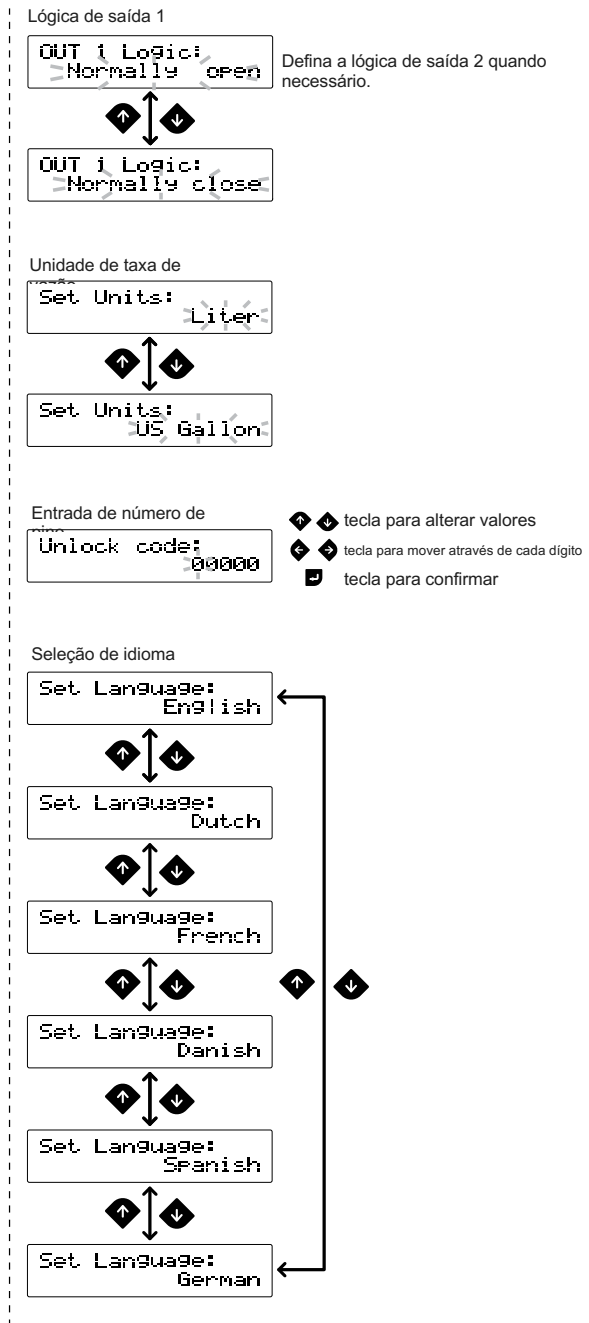 Lógica de saída 1
OUT 1 Logic:
Normally open
Defina a lógica de saída 2 quando
necessário.
OUT 1 Logic:
Normally close
Unidade de taxa de
Set Units:
Liter
Set Units:
US Gallon
Entrada de número de
Unlock code:
00000
tecla para alterar valores
tecla para mover através de cada dígito
tecla para confirmar
Seleção de idioma
Set Language:
English
Set Language:
Dutch
Set Language:
French
Set Language:
Danish
Set Language:
Spanish
Set Language:
German